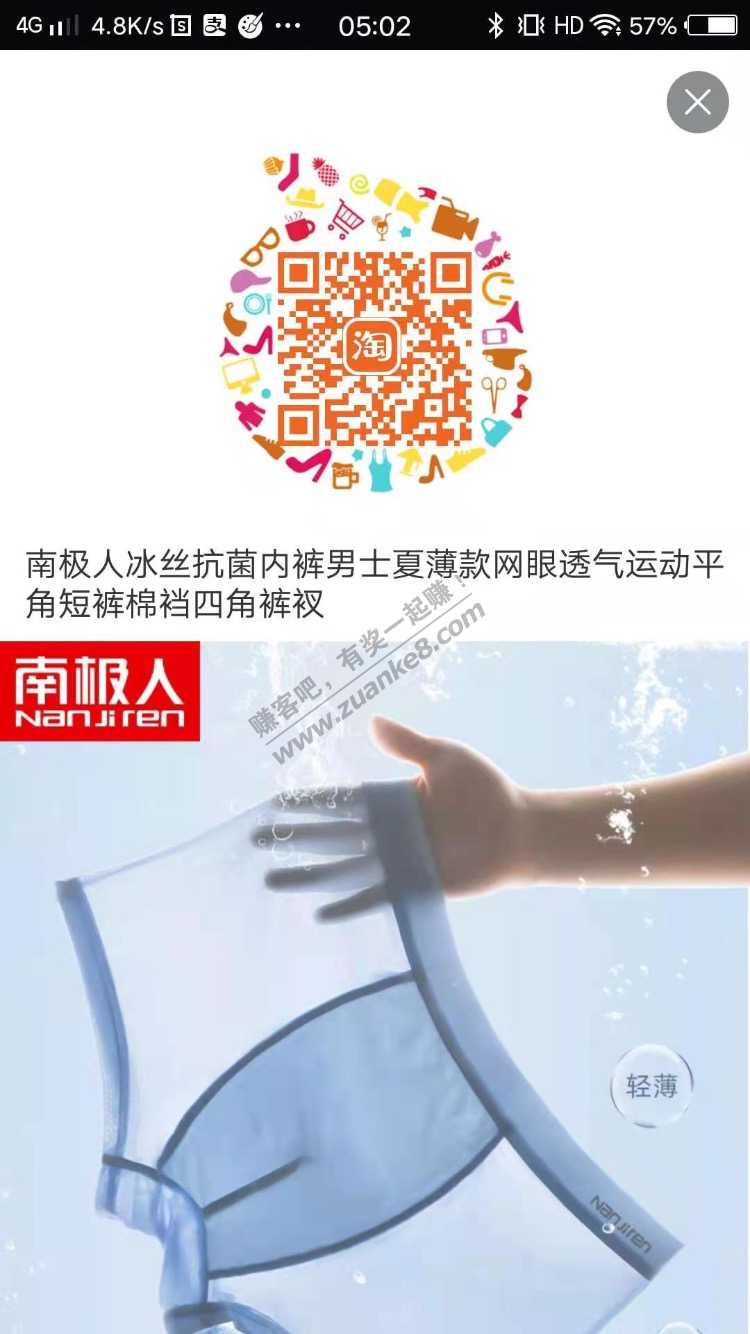 4G 4.8K/s 05:02 HD 57%
淘
南极人冰丝抗菌内裤男士夏薄款网眼透气运动平
角短裤棉裆四角裤衩
赚客吧，有奖一起赚！
www.zuanke8.com
南极人
Nanjiren
轻薄
Nanjiren